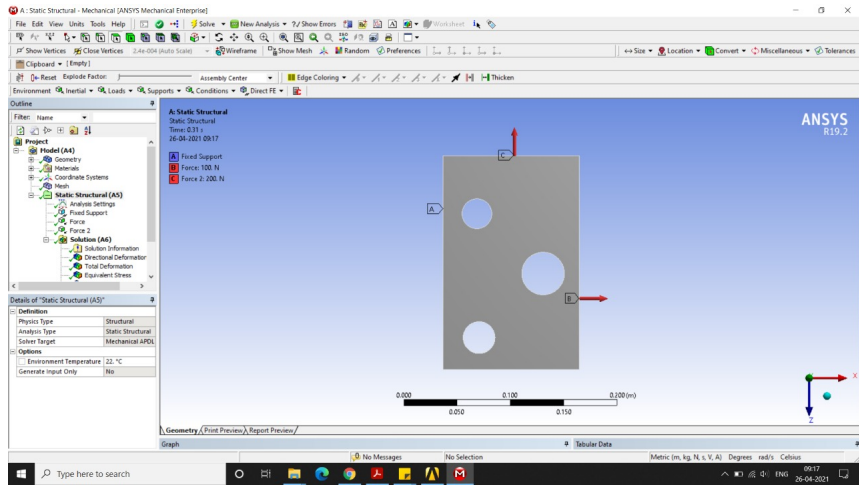 A : Static Structural - Mechanical [ANSYS Mechanical Enterprise]
File Edit View Units Tools Help Solve New Analysis ?/ Show Errors Worksheet
Show Vertices Close Vertices 2.4e-004 (Auto Scale) Wireframe Show Mesh Random Preferences Size Location Convert Miscellaneous Tolerances
Clipboard [Empty]
Reset Explode Factor: Assembly Center Edge Coloring Thicken
Environment Inertial Loads Supports Conditions Direct FE
Outline
Filter: Name
Project
Model (A4)
Geometry
Materials
Coordinate Systems
Mesh
Static Structural (A5)
Analysis Settings
Fixed Support
Force
Force 2
Solution (A6)
Solution Information
Directional Deformation
Total Deformation
Equivalent Stress
Details of "Static Structural (A5)"
Definition
Physics Type Structural
Analysis Type Static Structural
Solver Target Mechanical APDL
Options
Environment Temperature 22. °C
Generate Input Only No
A: Static Structural
Static Structural
Time: 0.31 s
26-04-2021 09:17
A Fixed Support
B Force: 100. N
C Force 2: 200. N
ANSYS
R19.2
C
A
B
0.000 0.100 0.200 (m)
0.050 0.150
X
Z
Geometry Print Preview Report Preview
Graph Tabular Data
No Messages No Selection Metric (m, kg, N, s, V, A) Degrees rad/s Celsius
Type here to search ENG 09:17
26-04-2021